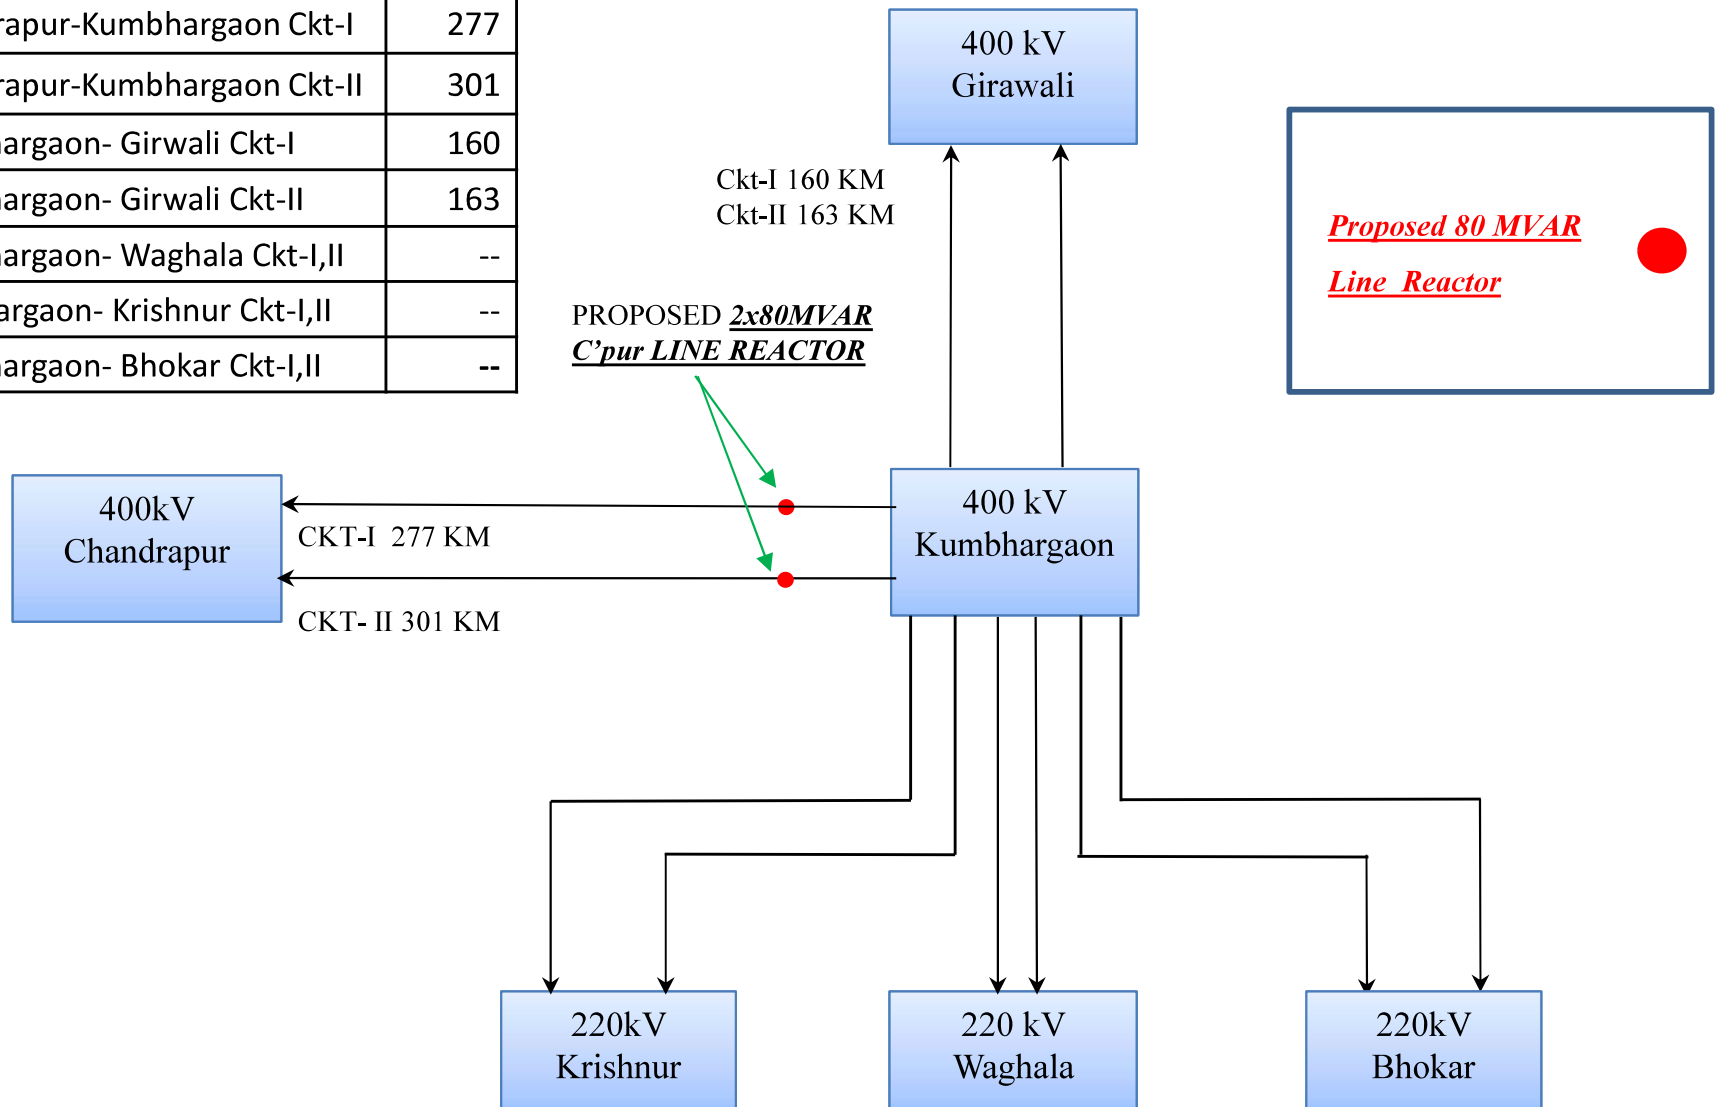 rapur-Kumbhargaon Ckt-I 277
rapur-Kumbhargaon Ckt-II 301
argaon- Girwali Ckt-I 160
argaon- Girwali Ckt-II 163
argaon- Waghala Ckt-I,II --
argaon- Krishnur Ckt-I,II --
argaon- Bhokar Ckt-I,II --
400 kV
Girawali
Ckt-I 160 KM
Ckt-II 163 KM
Proposed 80 MVAR
Line Reactor
PROPOSED 2x80MVAR
C’pur LINE REACTOR
400kV
Chandrapur
CKT-I 277 KM
CKT- II 301 KM
400 kV
Kumbhargaon
220kV
Krishnur
220 kV
Waghala
220kV
Bhokar